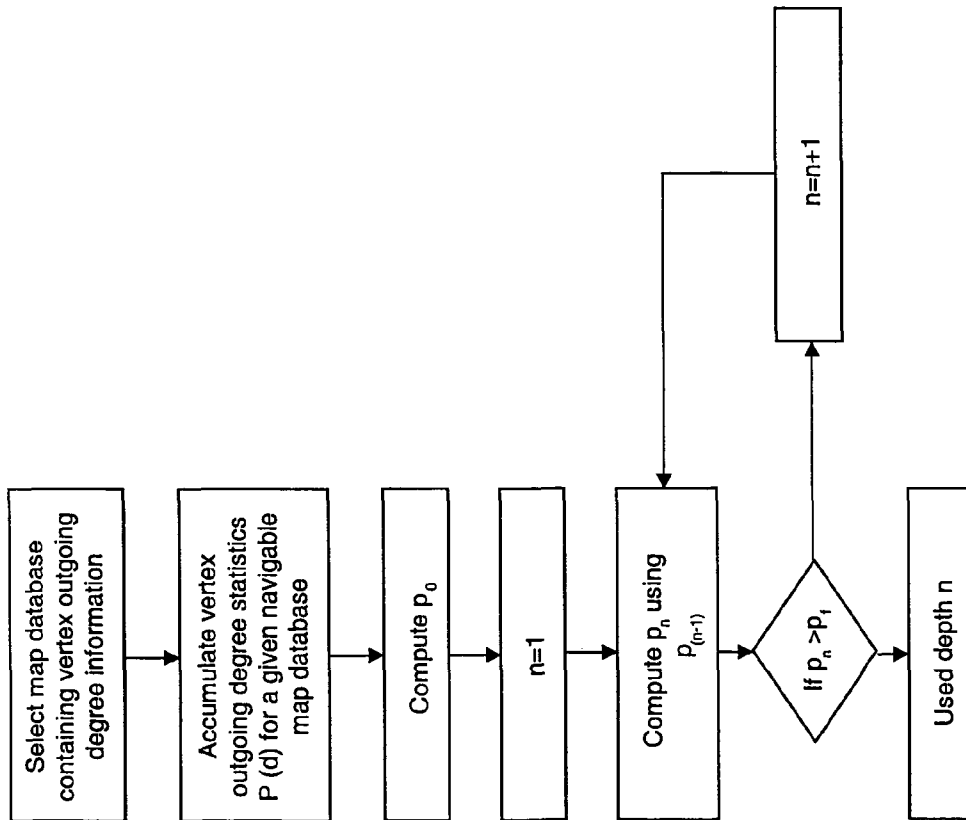 Select map database
containing vertex outgoing
degree information
Accumulate vertex
outgoing degree statistics
P (d) for a given navigable
map database
Compute p₀
n=1
Compute pₙ using
p₍ₙ₋₁₎
If pₙ >p_f
n=n+1
Used depth n